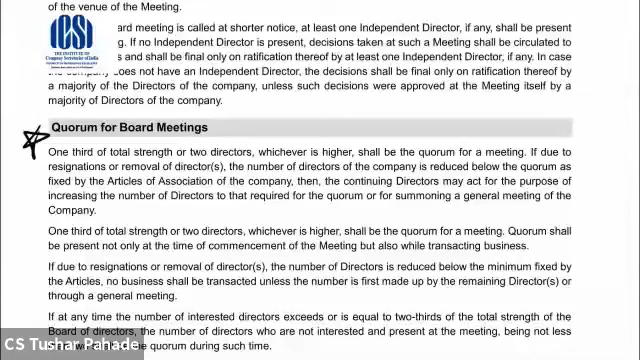 of the venue of the Meeting.
ard meeting is called at shorter notice, at least one Independent Director, if any, shall be present
g. If no Independent Director is present, decisions taken at such a Meeting shall be circulated to
s and shall be final only on ratification thereof by at least one Independent Director, if any. In case
does not have an Independent Director, the decisions shall be final only on ratification thereof by
a majority of the Directors of the company, unless such decisions were approved at the Meeting itself by a
majority of Directors of the company.
ICSI
THE INSTITUTE OF
Company Secretaries of India
Quorum for Board Meetings
One third of total strength or two directors, whichever is higher, shall be the quorum for a meeting. If due to
resignations or removal of director(s), the number of directors of the company is reduced below the quorum as
fixed by the Articles of Association of the company, then, the continuing Directors may act for the purpose of
increasing the number of Directors to that required for the quorum or for summoning a general meeting of the
Company.
One third of total strength or two directors, whichever is higher, shall be the quorum for a meeting. Quorum shall
be present not only at the time of commencement of the Meeting but also while transacting business.
If due to resignations or removal of director(s), the number of Directors is reduced below the minimum fixed by
the Articles, no business shall be transacted unless the number is first made up by the remaining Director(s) or
through a general meeting.
If at any time the number of interested directors exceeds or is equal to two-thirds of the total strength of the
Board of directors, the number of directors who are not interested and present at the meeting, being not less
the quorum during such time.
CS Tushar Pahade